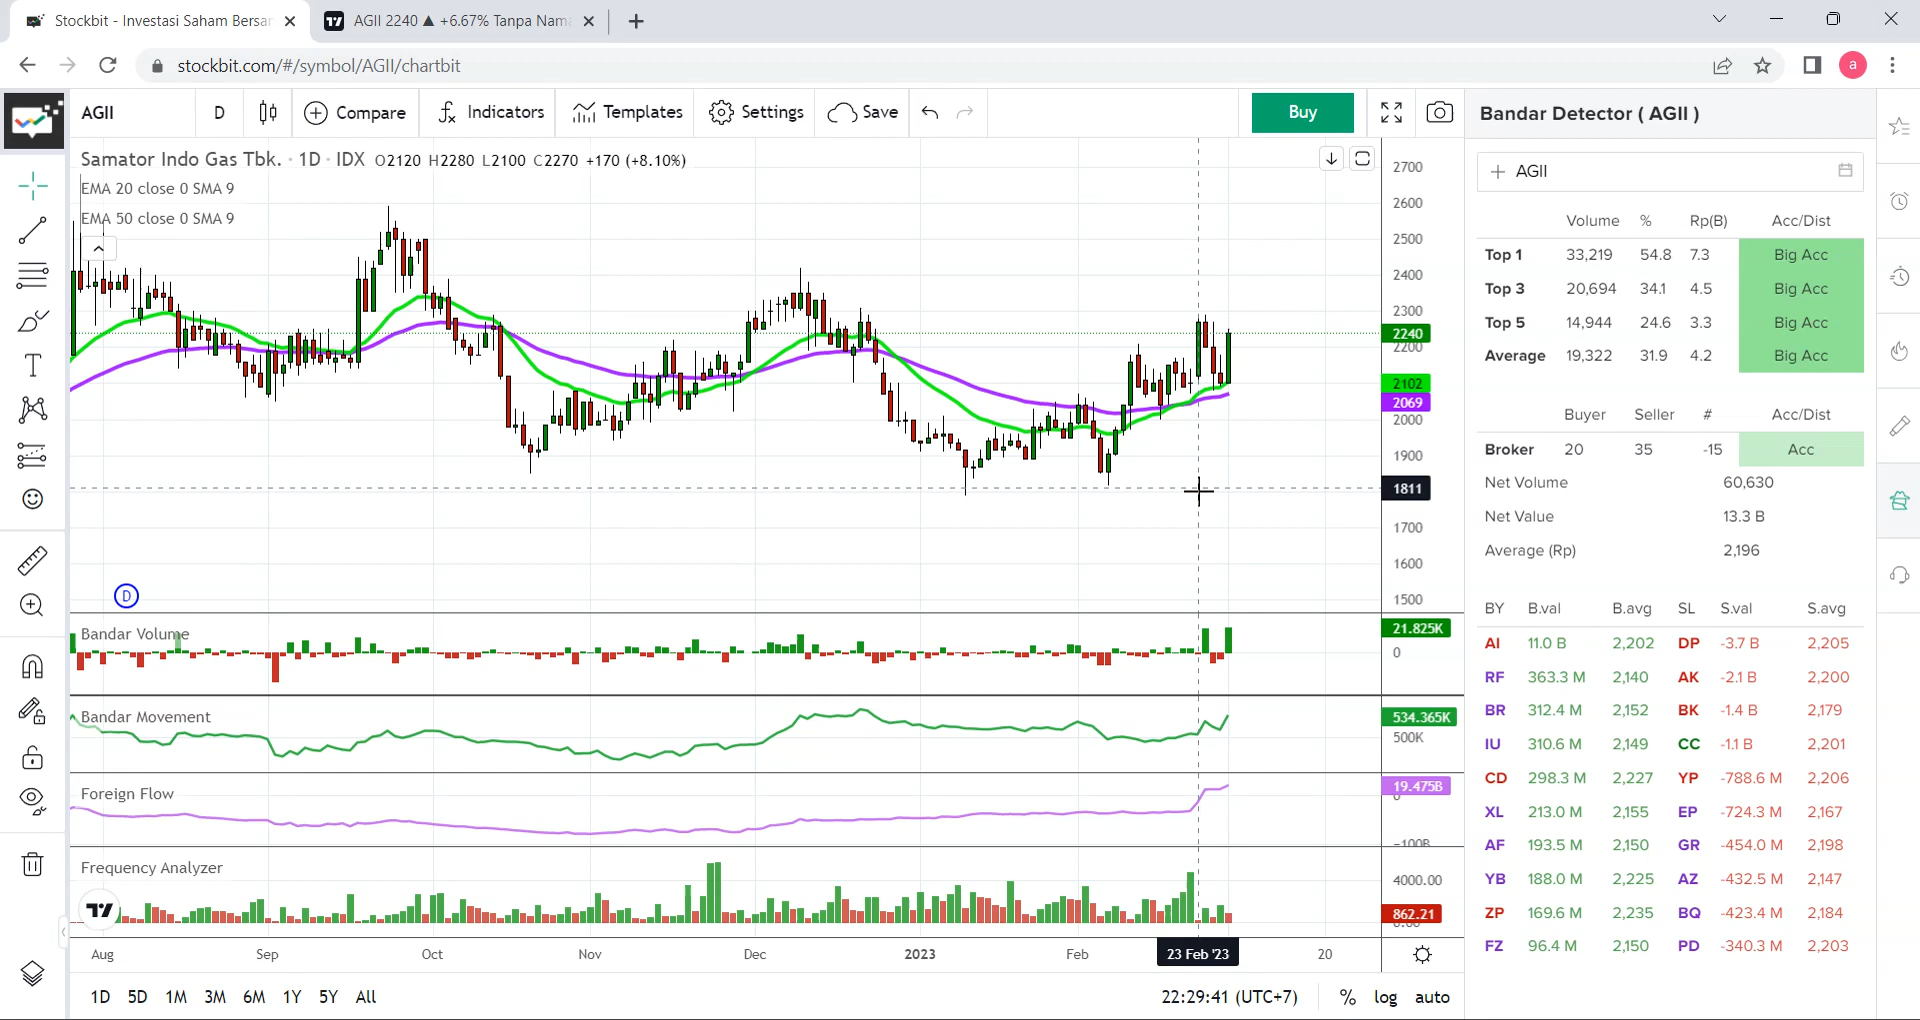 Stockbit - Investasi Saham Bersar
AGII 2240 ▲ +6.67% Tanpa Nama
stockbit.com/#/symbol/AGII/chartbit
a
AGII
D
Compare
Indicators
Templates
Settings
Save
Buy
Samator Indo Gas Tbk. · 1D · IDX O2120 H2280 L2100 C2270 +170 (+8.10%)
EMA 20 close 0 SMA 9
EMA 50 close 0 SMA 9
2700
2600
2500
2400
2300
2240
2200
2102
2069
2000
1900
1811
1700
1600
1500
D
Bandar Volume
21.825K
0
Bandar Movement
534.365K
500K
Foreign Flow
19.475B
0
-100B
Frequency Analyzer
4000.00
862.21
0.00
Aug Sep Oct Nov Dec 2023 Feb 23 Feb '23 20
1D 5D 1M 3M 6M 1Y 5Y All
22:29:41 (UTC+7) % log auto
Bandar Detector ( AGII )
AGII
Volume % Rp(B) Acc/Dist
Top 1 33,219 54.8 7.3 Big Acc
Top 3 20,694 34.1 4.5 Big Acc
Top 5 14,944 24.6 3.3 Big Acc
Average 19,322 31.9 4.2 Big Acc
Buyer Seller # Acc/Dist
Broker 20 35 -15 Acc
Net Volume 60,630
Net Value 13.3 B
Average (Rp) 2,196
BY B.val B.avg SL S.val S.avg
AI 11.0 B 2,202 DP -3.7 B 2,205
RF 363.3 M 2,140 AK -2.1 B 2,200
BR 312.4 M 2,152 BK -1.4 B 2,179
IU 310.6 M 2,149 CC -1.1 B 2,201
CD 298.3 M 2,227 YP -788.6 M 2,206
XL 213.0 M 2,155 EP -724.3 M 2,167
AF 193.5 M 2,150 GR -454.0 M 2,198
YB 188.0 M 2,225 AZ -432.5 M 2,147
ZP 169.6 M 2,235 BQ -423.4 M 2,184
FZ 96.4 M 2,150 PD -340.3 M 2,203